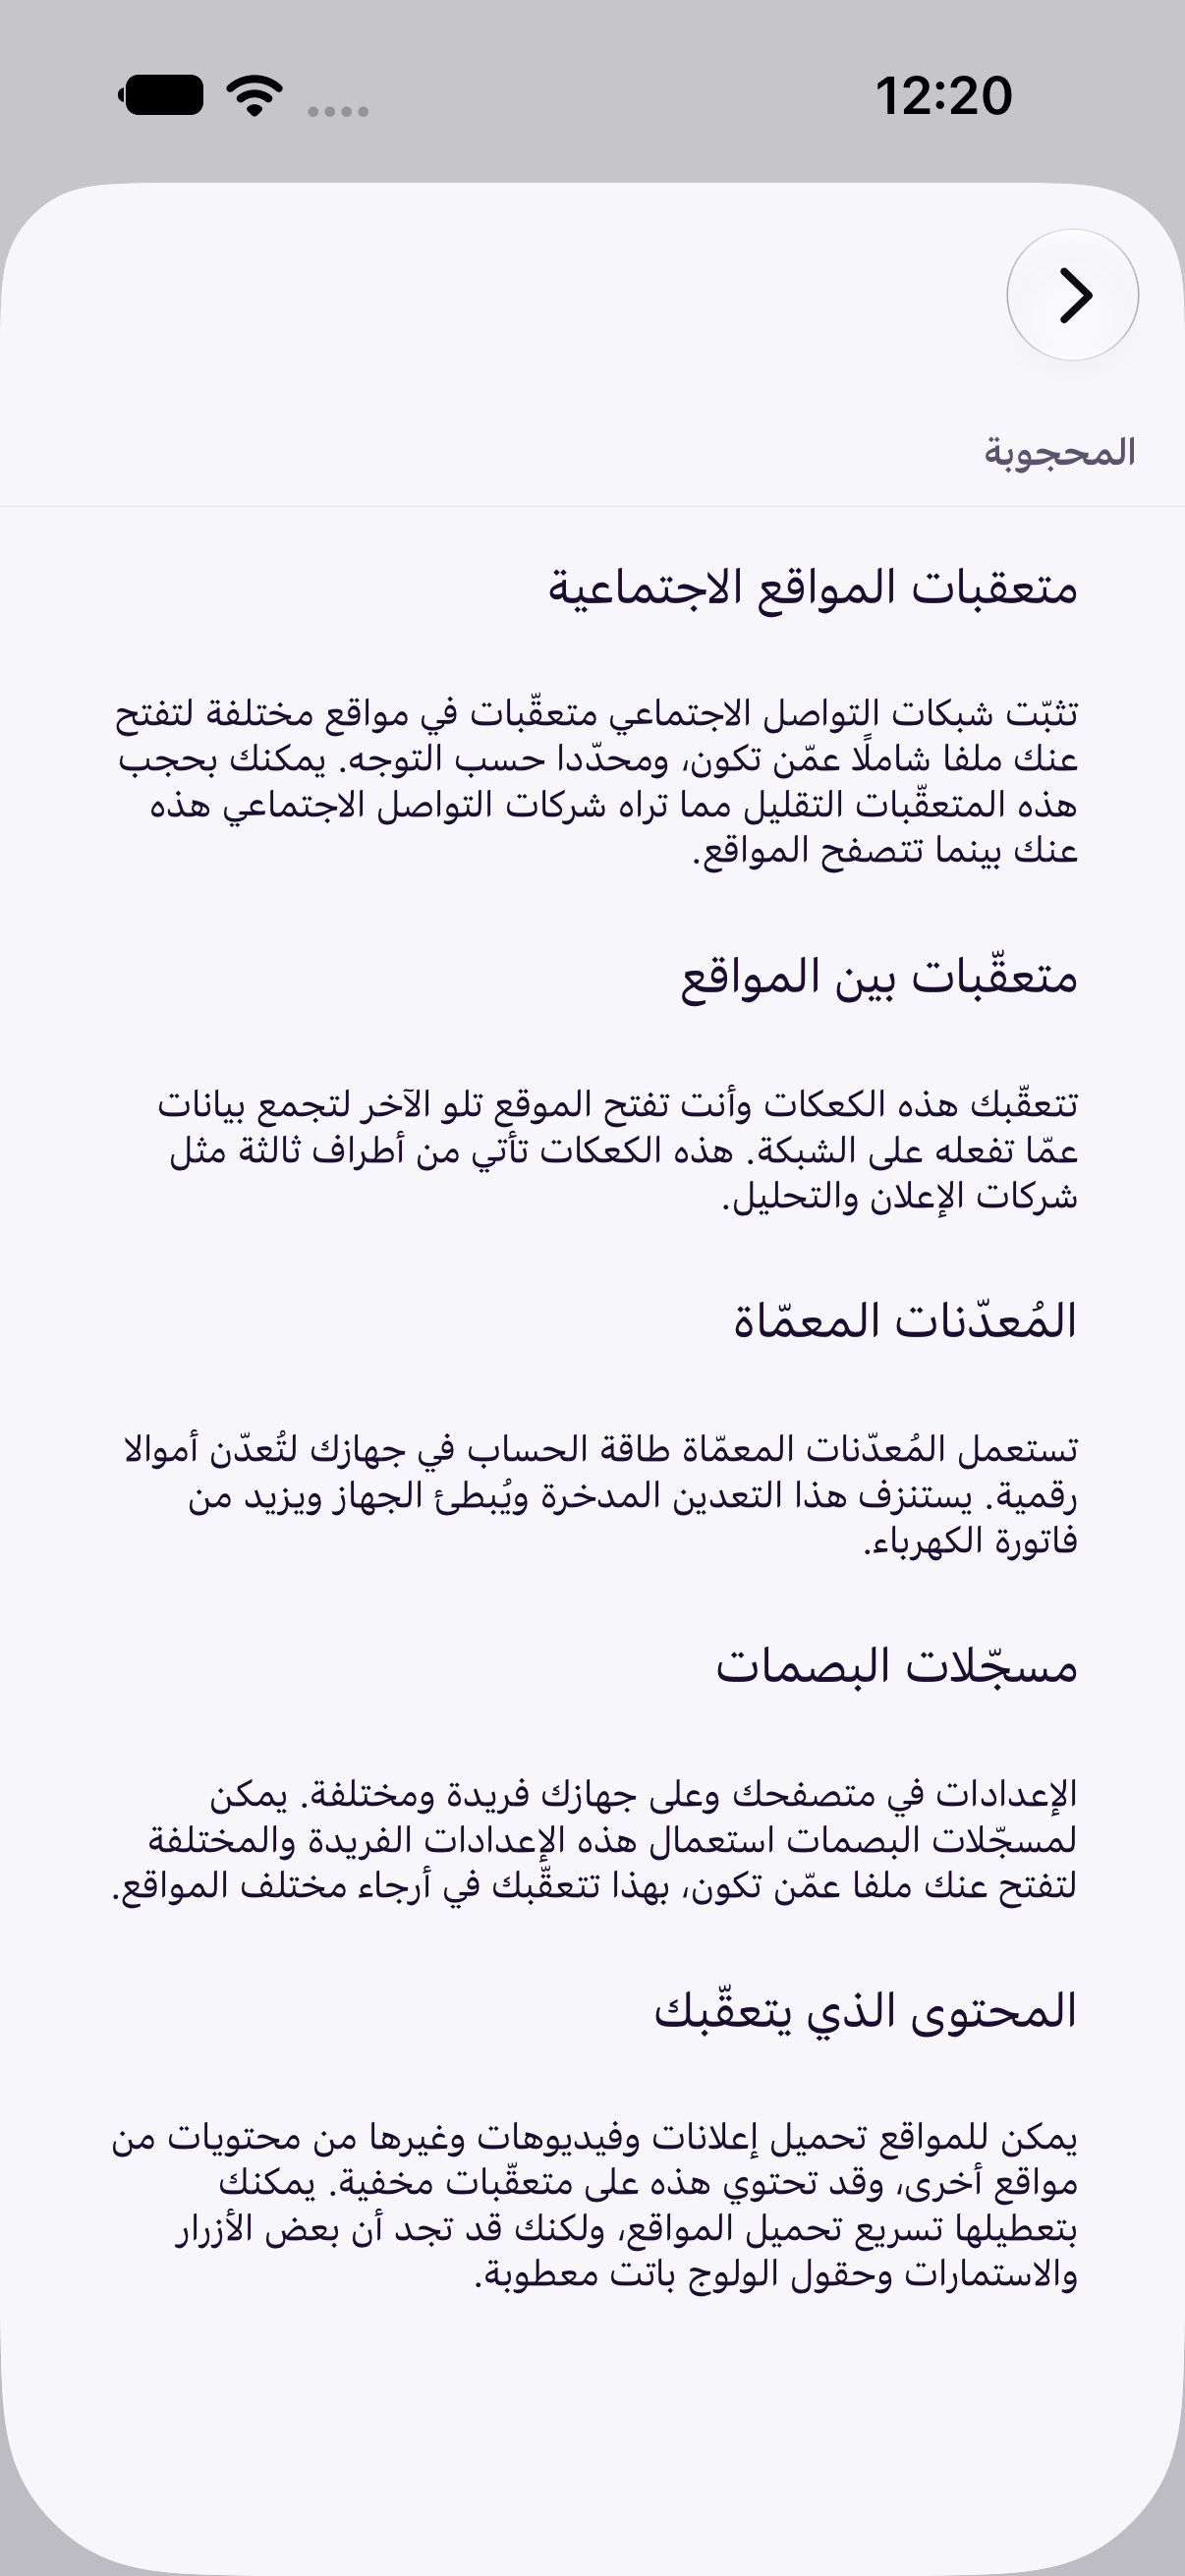 12:20
المحجوبة
متعقبات المواقع الاجتماعية
تثبّت شبكات التواصل الاجتماعي متعقّبات في مواقع مختلفة لتفتح
عنك ملفا شاملًا عمّن تكون، ومحدّدا حسب التوجه. يمكنك بحجب
هذه المتعقّبات التقليل مما تراه شركات التواصل الاجتماعي هذه
عنك بينما تتصفح المواقع.
متعقّبات بين المواقع
تتعقّبك هذه الكعكات وأنت تفتح الموقع تلو الآخر لتجمع بيانات
عمّا تفعله على الشبكة. هذه الكعكات تأتي من أطراف ثالثة مثل
شركات الإعلان والتحليل.
المُعدّنات المعمّاة
تستعمل المُعدّنات المعمّاة طاقة الحساب في جهازك لتُعدّن أموالا
رقمية. يستنزف هذا التعدين المدخرة ويُبطئ الجهاز ويزيد من
فاتورة الكهرباء.
مسجّلات البصمات
الإعدادات في متصفحك وعلى جهازك فريدة ومختلفة. يمكن
لمسجّلات البصمات استعمال هذه الإعدادات الفريدة والمختلفة
لتفتح عنك ملفا عمّن تكون، بهذا تتعقّبك في أرجاء مختلف المواقع.
المحتوى الذي يتعقّبك
يمكن للمواقع تحميل إعلانات وفيديوهات وغيرها من محتويات من
مواقع أخرى، وقد تحتوي هذه على متعقّبات مخفية. يمكنك
بتعطيلها تسريع تحميل المواقع، ولكنك قد تجد أن بعض الأزرار
والاستمارات وحقول الولوج باتت معطوبة.